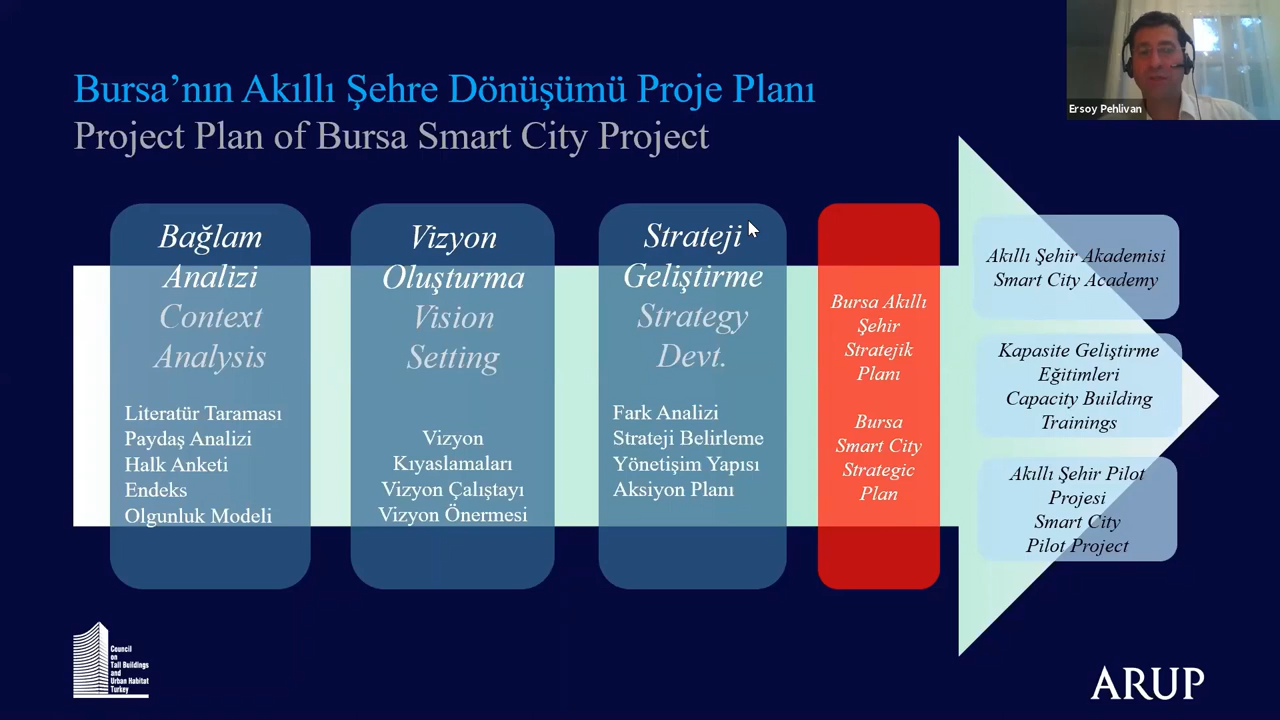 Bursa’nın Akıllı Şehre Dönüşümü Proje Planı
Project Plan of Bursa Smart City Project
Ersoy Pehlivan
Bağlam
Analizi
Context
Analysis
Literatür Taraması
Paydaş Analizi
Halk Anketi
Endeks
Olgunluk Modeli
Vizyon
Oluşturma
Vision
Setting
Vizyon
Kıyaslamaları
Vizyon Çalıştayı
Vizyon Önermesi
Strateji
Geliştirme
Strategy
Devt.
Fark Analizi
Strateji Belirleme
Yönetişim Yapısı
Aksiyon Planı
Bursa Akıllı
Şehir
Stratejik
Planı
Bursa
Smart City
Strategic
Plan
Akıllı Şehir Akademisi
Smart City Academy
Kapasite Geliştirme
Eğitimleri
Capacity Building
Trainings
Akıllı Şehir Pilot
Projesi
Smart City
Pilot Project
Council
on
Tall Buildings
and
Urban Habitat
Turkey
ARUP